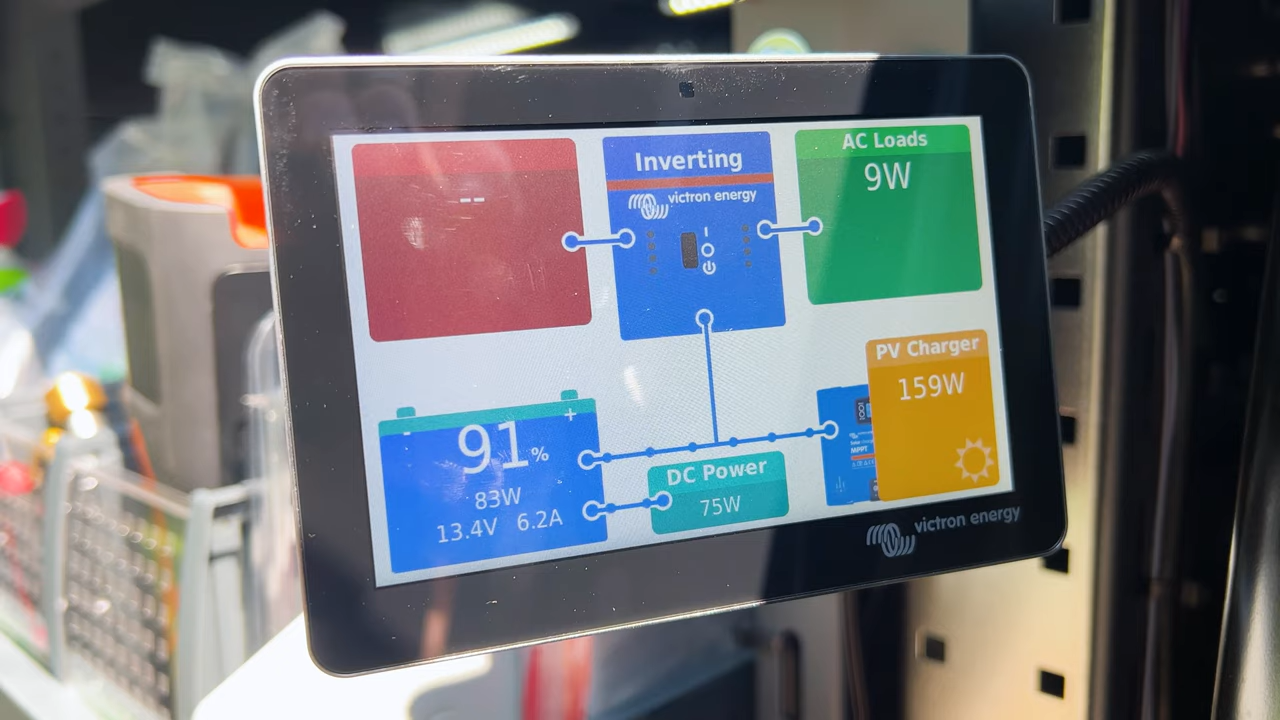 --
Inverting
victron energy
I
AC Loads
9W
PV Charger
159W
MPPT
- +
91%
83W
13.4V 6.2A
DC Power
75W
victron energy